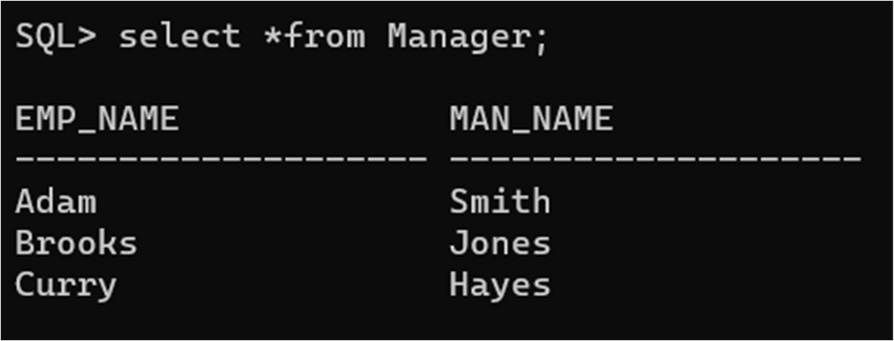 SQL> select *from Manager;
EMP_NAME MAN_NAME
-------------------- --------------------
Adam Smith
Brooks Jones
Curry Hayes